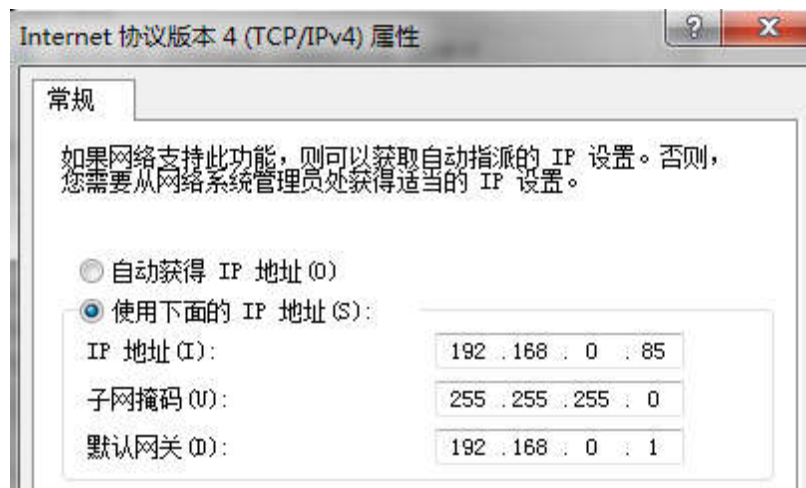 Internet 协议版本 4 (TCP/IPv4) 属性
常规
如果网络支持此功能，则可以获取自动指派的 IP 设置。否则，
您需要从网络系统管理员处获得适当的 IP 设置。
自动获得 IP 地址(O)
使用下面的 IP 地址(S):
IP 地址(I): 192 .168 . 0 . 85
子网掩码(U): 255 .255 .255 . 0
默认网关(D): 192 .168 . 0 . 1